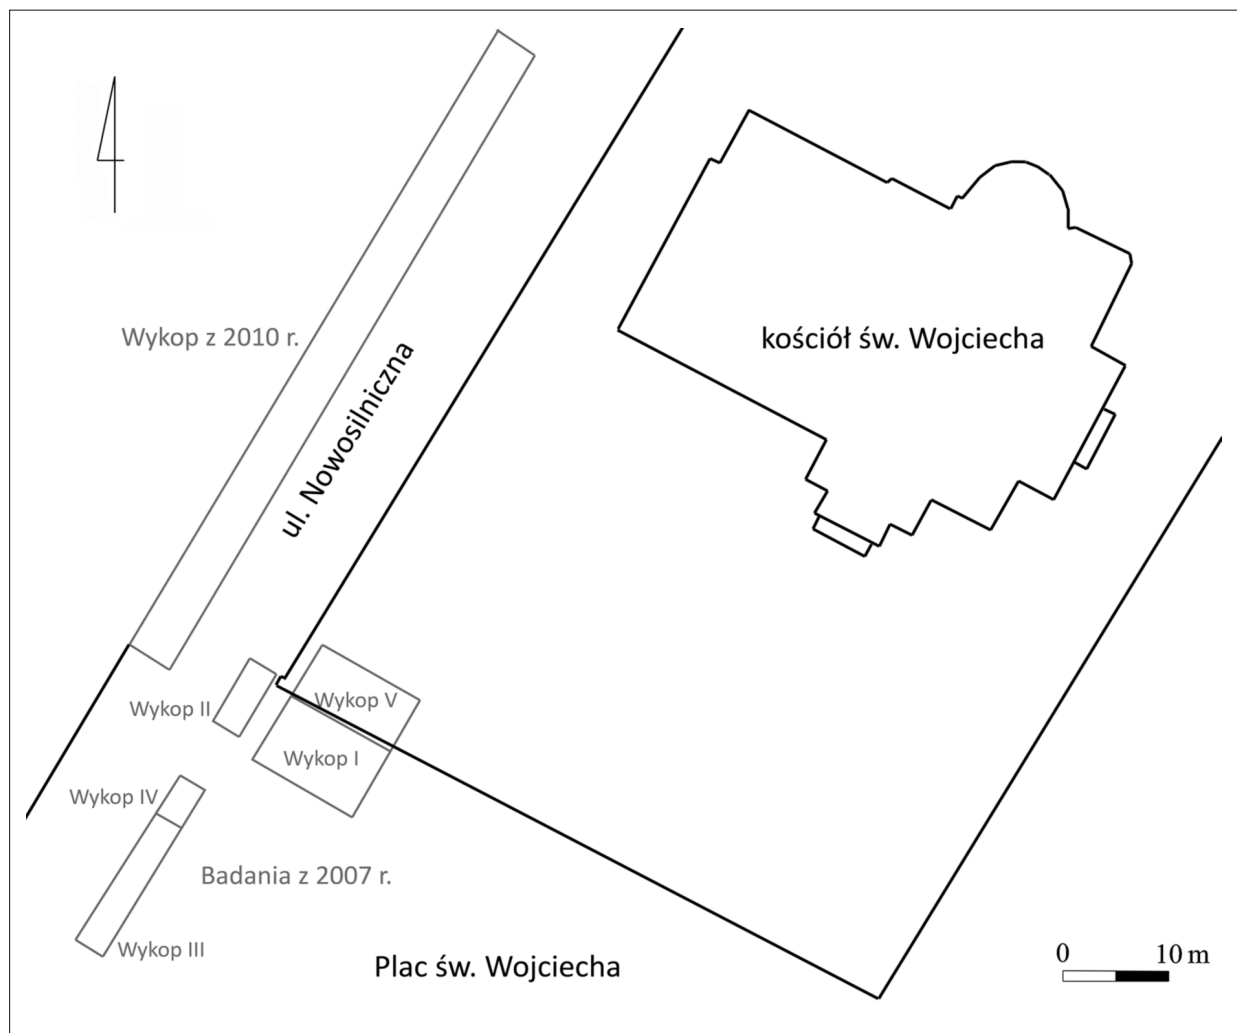 Wykop z 2010 r.
kościół św. Wojciecha
ul. Nowosilniczna
Wykop V
Wykop II
Wykop I
Wykop IV
Badania z 2007 r.
Wykop III
Plac św. Wojciecha
0 10 m